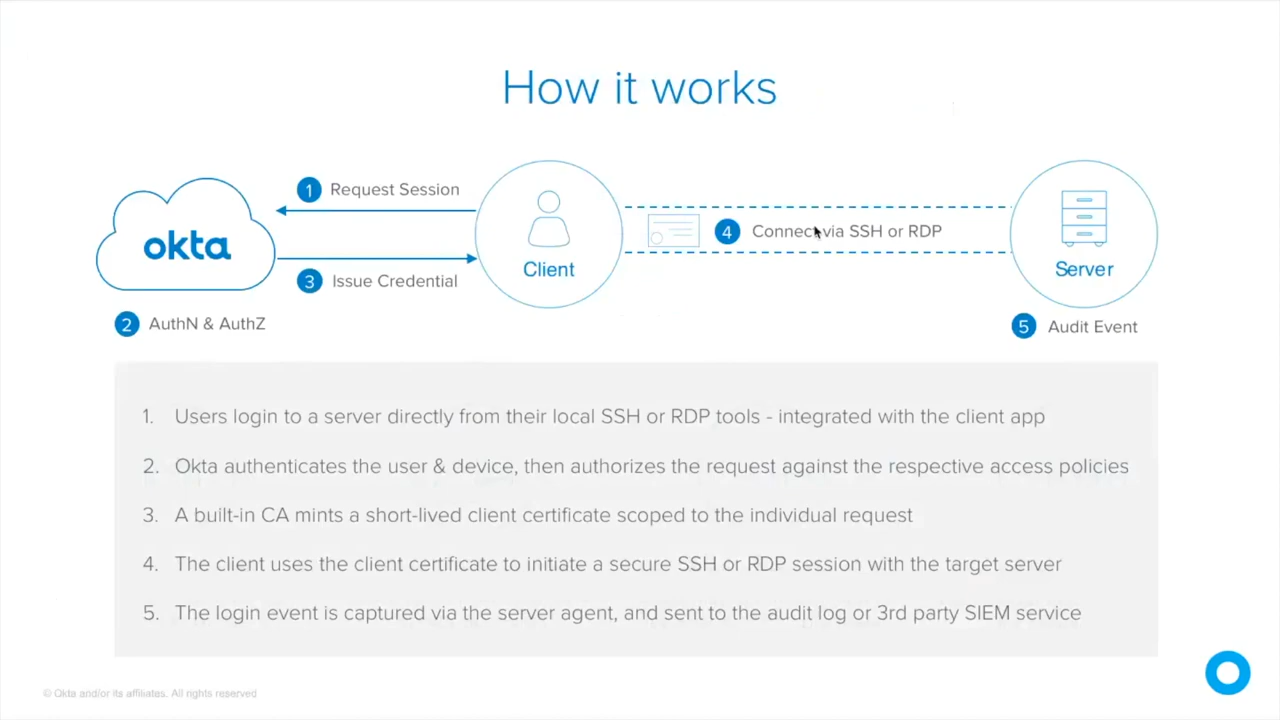 How it works
1 Request Session
okta
3 Issue Credential
2 AuthN & AuthZ
Client
4 Connect via SSH or RDP
Server
5 Audit Event
1. Users login to a server directly from their local SSH or RDP tools - integrated with the client app
2. Okta authenticates the user & device, then authorizes the request against the respective access policies
3. A built-in CA mints a short-lived client certificate scoped to the individual request
4. The client uses the client certificate to initiate a secure SSH or RDP session with the target server
5. The login event is captured via the server agent, and sent to the audit log or 3rd party SIEM service
© Okta and/or its affiliates. All rights reserved